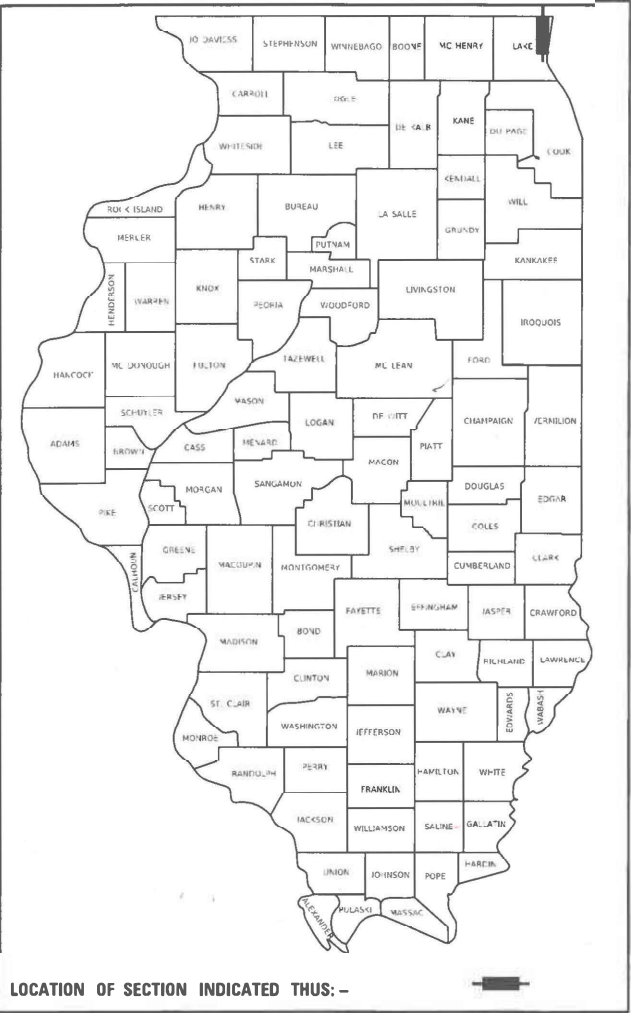 JO DAVIESS STEPHENSON WINNEBAGO BOONE MC HENRY LAKE
CARROLL OGLE DE KALB KANE DU PAGE COOK
WHITESIDE LEE
KENDALL WILL
ROCK ISLAND HENRY BUREAU LA SALLE
MERCER PUTNAM GRUNDY
STARK MARSHALL KANKAKEE
HENDERSON WARREN KNOX PEORIA WOODFORD LIVINGSTON
IROQUOIS
HANCOCK MC DONOUGH FULTON TAZEWELL MC LEAN FORD
SCHUYLER MASON
LOGAN DE WITT CHAMPAIGN VERMILION
ADAMS BROWN CASS MENARD PIATT
MACON
MORGAN SANGAMON DOUGLAS EDGAR
PIKE SCOTT MOULTRIE
CHRISTIAN COLES
GREENE SHELBY
CALHOUN MACOUPIN MONTGOMERY CUMBERLAND CLARK
JERSEY
FAYETTE EFFINGHAM JASPER CRAWFORD
MADISON BOND
CLAY RICHLAND LAWRENCE
CLINTON MARION
ST. CLAIR WAYNE EDWARDS WABASH
WASHINGTON JEFFERSON
MONROE
RANDOLPH PERRY HAMILTON WHITE
FRANKLIN
JACKSON WILLIAMSON SALINE GALLATIN
UNION JOHNSON POPE HARDIN
ALEXANDER PULASKI MASSAC
LOCATION OF SECTION INDICATED THUS: –